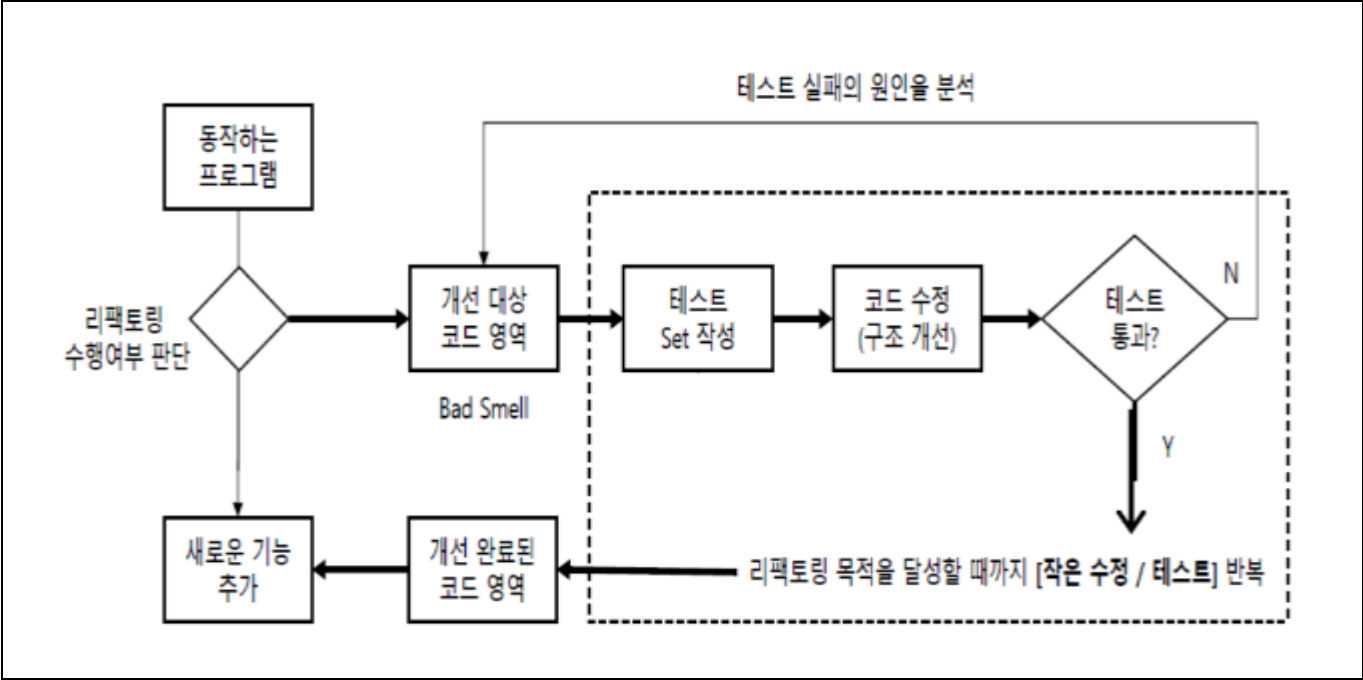 테스트 실패의 원인을 분석
동작하는
프로그램
리팩토링
수행여부 판단
개선 대상
코드 영역
Bad Smell
테스트
Set 작성
코드 수정
(구조 개선)
테스트
통과?
N
Y
새로운 기능
추가
개선 완료된
코드 영역
리팩토링 목적을 달성할 때까지 [작은 수정 / 테스트] 반복